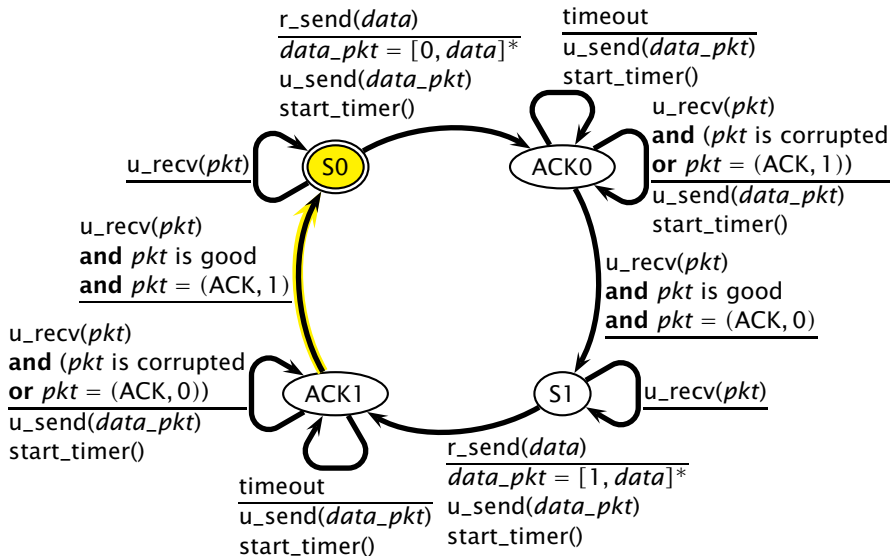 r_send(data)
data_pkt = [0, data]*
u_send(data_pkt)
start_timer()
timeout
u_send(data_pkt)
start_timer()
u_recv(pkt)
S0
ACK0
u_recv(pkt)
and (pkt is corrupted
or pkt = (ACK, 1))
u_send(data_pkt)
start_timer()
u_recv(pkt)
and pkt is good
and pkt = (ACK, 1)
u_recv(pkt)
and pkt is good
and pkt = (ACK, 0)
u_recv(pkt)
and (pkt is corrupted
or pkt = (ACK, 0))
u_send(data_pkt)
start_timer()
ACK1
S1
u_recv(pkt)
timeout
u_send(data_pkt)
start_timer()
r_send(data)
data_pkt = [1, data]*
u_send(data_pkt)
start_timer()